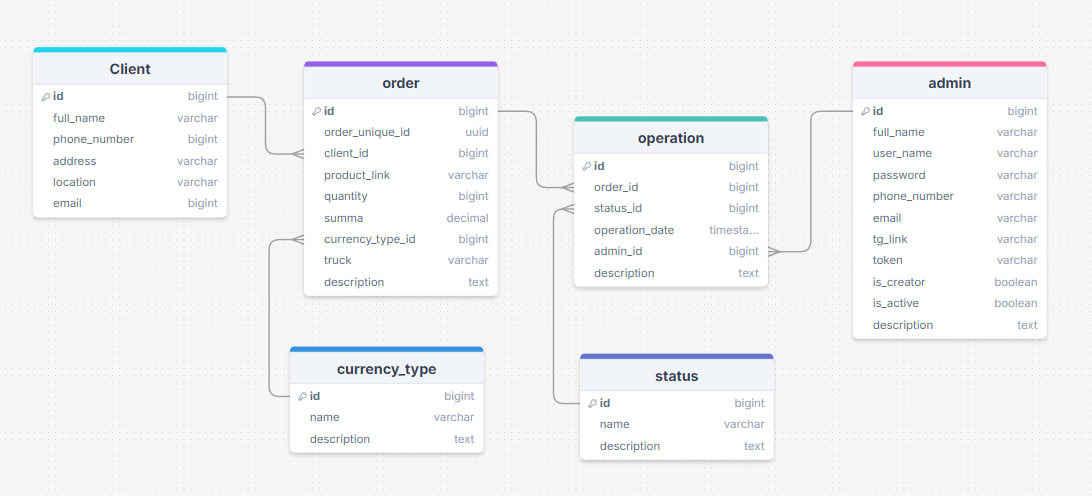 Client
id bigint
full_name varchar
phone_number bigint
address varchar
location varchar
email bigint
order
id bigint
order_unique_id uuid
client_id bigint
product_link varchar
quantity bigint
summa decimal
currency_type_id bigint
truck varchar
description text
operation
id bigint
order_id bigint
status_id bigint
operation_date timesta...
admin_id bigint
description text
admin
id bigint
full_name varchar
user_name varchar
password varchar
phone_number varchar
email varchar
tg_link varchar
token varchar
is_creator boolean
is_active boolean
description text
currency_type
id bigint
name varchar
description text
status
id bigint
name varchar
description text